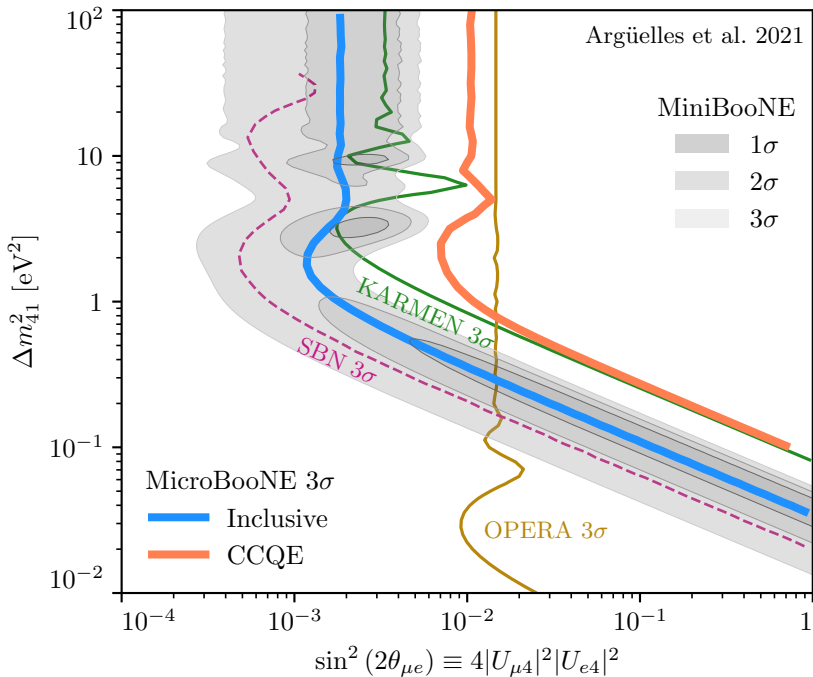 Argüelles et al. 2021
MiniBooNE
1σ
2σ
3σ
10²
10
1
10⁻¹
10⁻²
Δm²₄₁ [eV²]
KARMEN 3σ
SBN 3σ
OPERA 3σ
MicroBooNE 3σ
Inclusive
CCQE
10⁻⁴
10⁻³
10⁻²
10⁻¹
1
sin² (2θ_μe) ≡ 4|U_μ4|²|U_e4|²